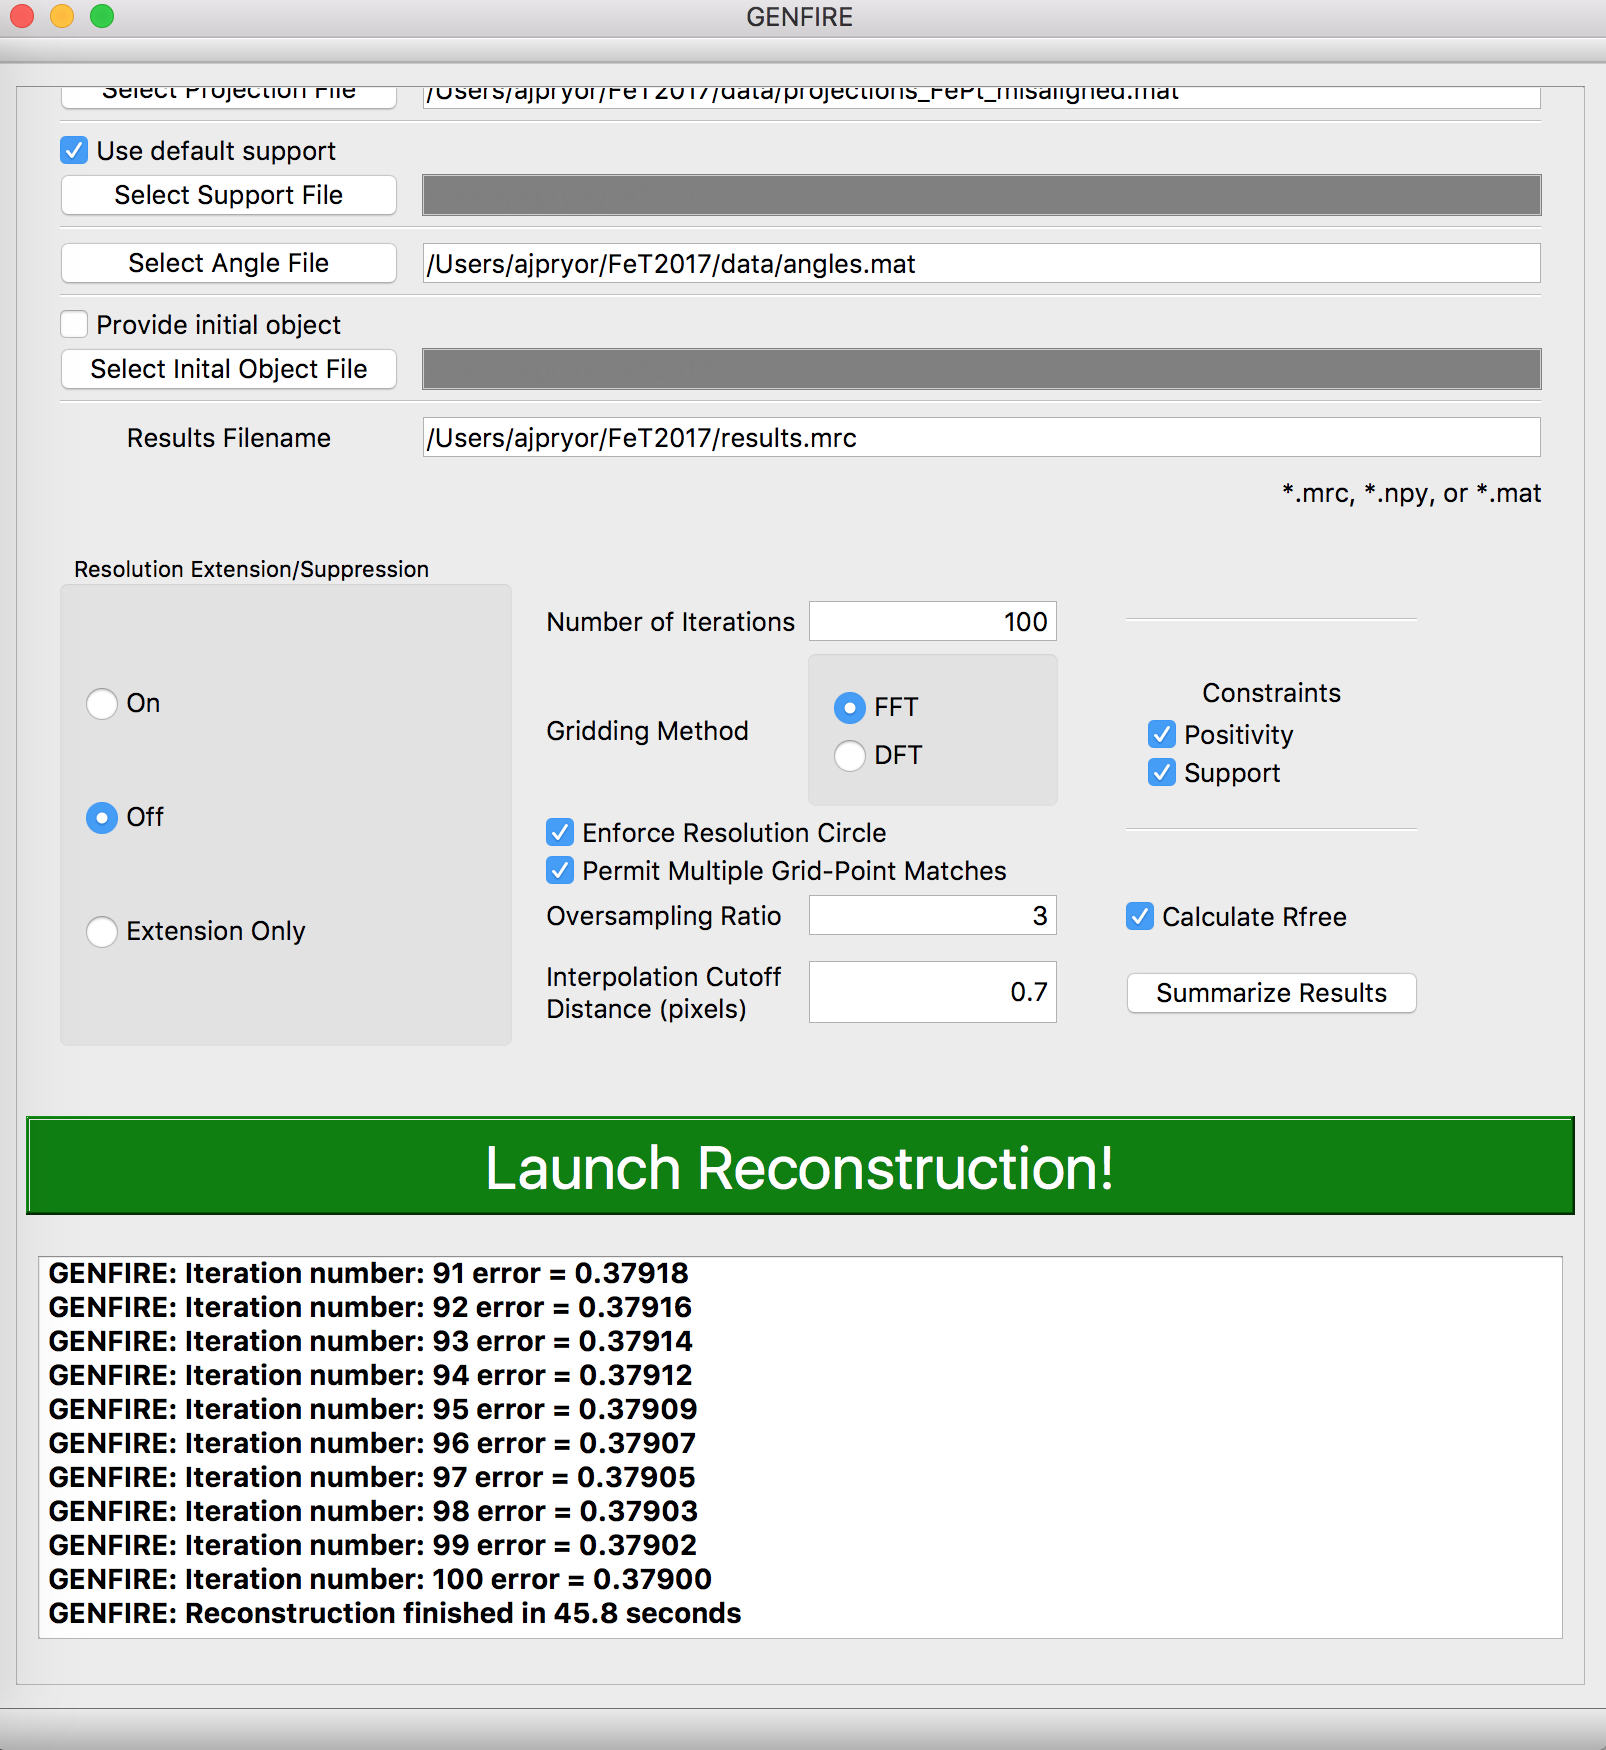 GENFIRE
Select Projection File /Users/ajpryor/FeT2017/data/projections_FePt_misaligned.mat
Use default support
Select Support File
Select Angle File /Users/ajpryor/FeT2017/data/angles.mat
Provide initial object
Select Inital Object File
Results Filename /Users/ajpryor/FeT2017/results.mrc
*.mrc, *.npy, or *.mat
Resolution Extension/Suppression
On
Off
Extension Only
Number of Iterations 100
Gridding Method
FFT
DFT
Enforce Resolution Circle
Permit Multiple Grid-Point Matches
Oversampling Ratio 3
Interpolation Cutoff
Distance (pixels) 0.7
Constraints
Positivity
Support
Calculate Rfree
Summarize Results
Launch Reconstruction!
GENFIRE: Iteration number: 91 error = 0.37918
GENFIRE: Iteration number: 92 error = 0.37916
GENFIRE: Iteration number: 93 error = 0.37914
GENFIRE: Iteration number: 94 error = 0.37912
GENFIRE: Iteration number: 95 error = 0.37909
GENFIRE: Iteration number: 96 error = 0.37907
GENFIRE: Iteration number: 97 error = 0.37905
GENFIRE: Iteration number: 98 error = 0.37903
GENFIRE: Iteration number: 99 error = 0.37902
GENFIRE: Iteration number: 100 error = 0.37900
GENFIRE: Reconstruction finished in 45.8 seconds